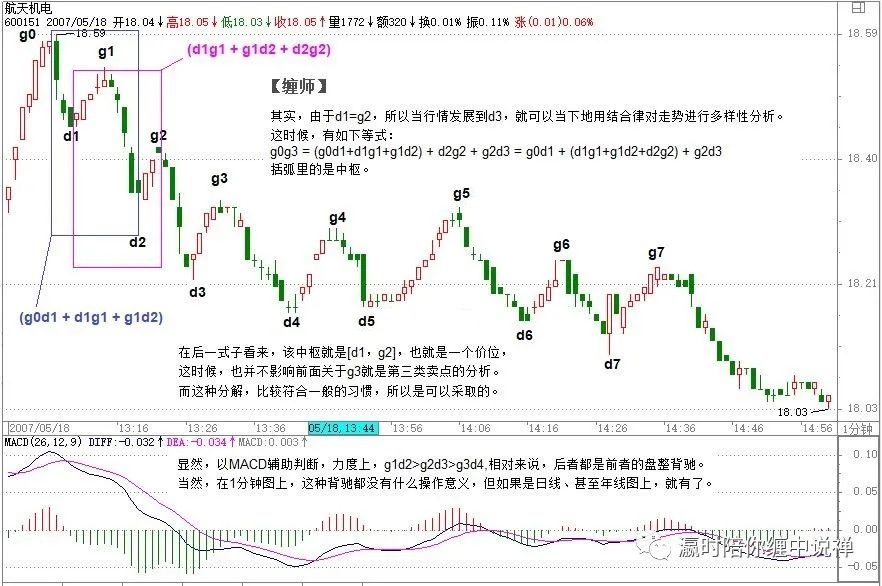 航天机电
600151 2007/05/18 开18.04↓高18.05↓低18.03↓收18.05↑量1772↓额320↓换0.01% 振0.11% 涨(0.01)0.06%
g0
18.59
18.59
g1
(d1g1 + g1d2 + d2g2)
【缠师】
其实，由于d1=g2，所以当行情发展到d3，就可以当下地用结合律对走势进行多样性分析。
这时候，有如下等式：
g0g3 = (g0d1+d1g1+g1d2) + d2g2 + g2d3 = g0d1 + (d1g1+g1d2+d2g2) + g2d3
括弧里的是中枢。
d1
g2
18.40
g3
g4
g5
d2
g6
g7
18.21
d3
d4
d5
d6
d7
(g0d1 + d1g1 + g1d2)
在后一式子看来，该中枢就是[d1，g2]，也就是一个价位，
这时候，也并不影响前面关于g3就是第三类卖点的分析。
而这种分解，比较符合一般的习惯，所以是可以采取的。
18.03
18.03
2007/05/18 13:16 13:26 13:36 05/18,13:44 13:56 14:06 14:16 14:26 14:36 14:46 14:56 1分钟
MACD(26,12,9) DIFF:-0.032↑ DEA:-0.034↑ MACD:0.003↑
显然，以MACD辅助判断，力度上，g1d2>g2d3>g3d4,相对来说，后者都是前者的盘整背驰。
当然，在1分钟图上，这种背驰都没有什么操作意义，但如果是日线、甚至年线图上，就有了。
0.10
0.05
0.00
-0.05
瀛时陪你缠中说禅